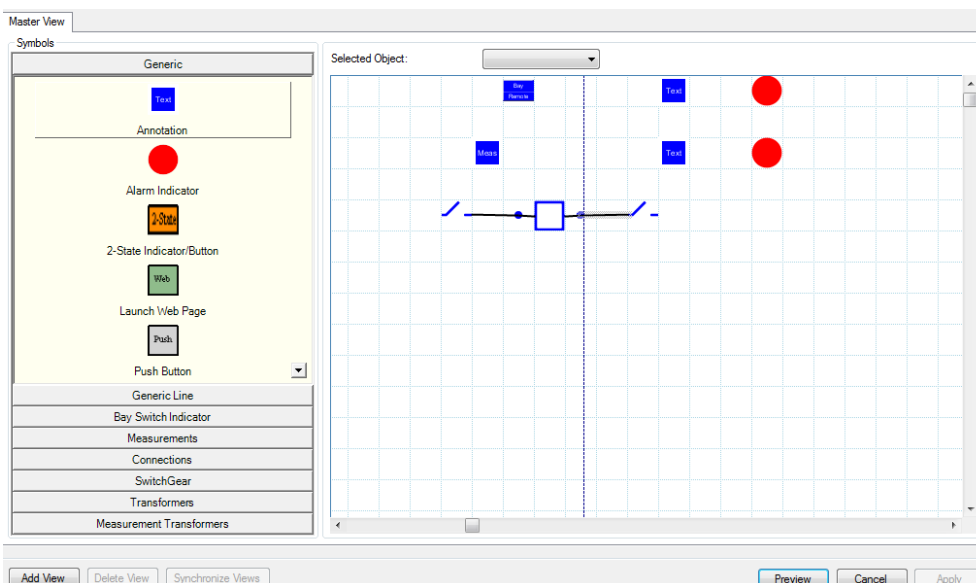 Master View
Symbols
Generic
Text
Annotation
Alarm Indicator
2-State
2-State Indicator/Button
Web
Launch Web Page
Push
Push Button
Generic Line
Bay Switch Indicator
Measurements
Connections
SwitchGear
Transformers
Measurement Transformers
Selected Object:
Bay
Remote
Text
Meas
Text
Add View
Delete View
Synchronize Views
Preview
Cancel
Apply